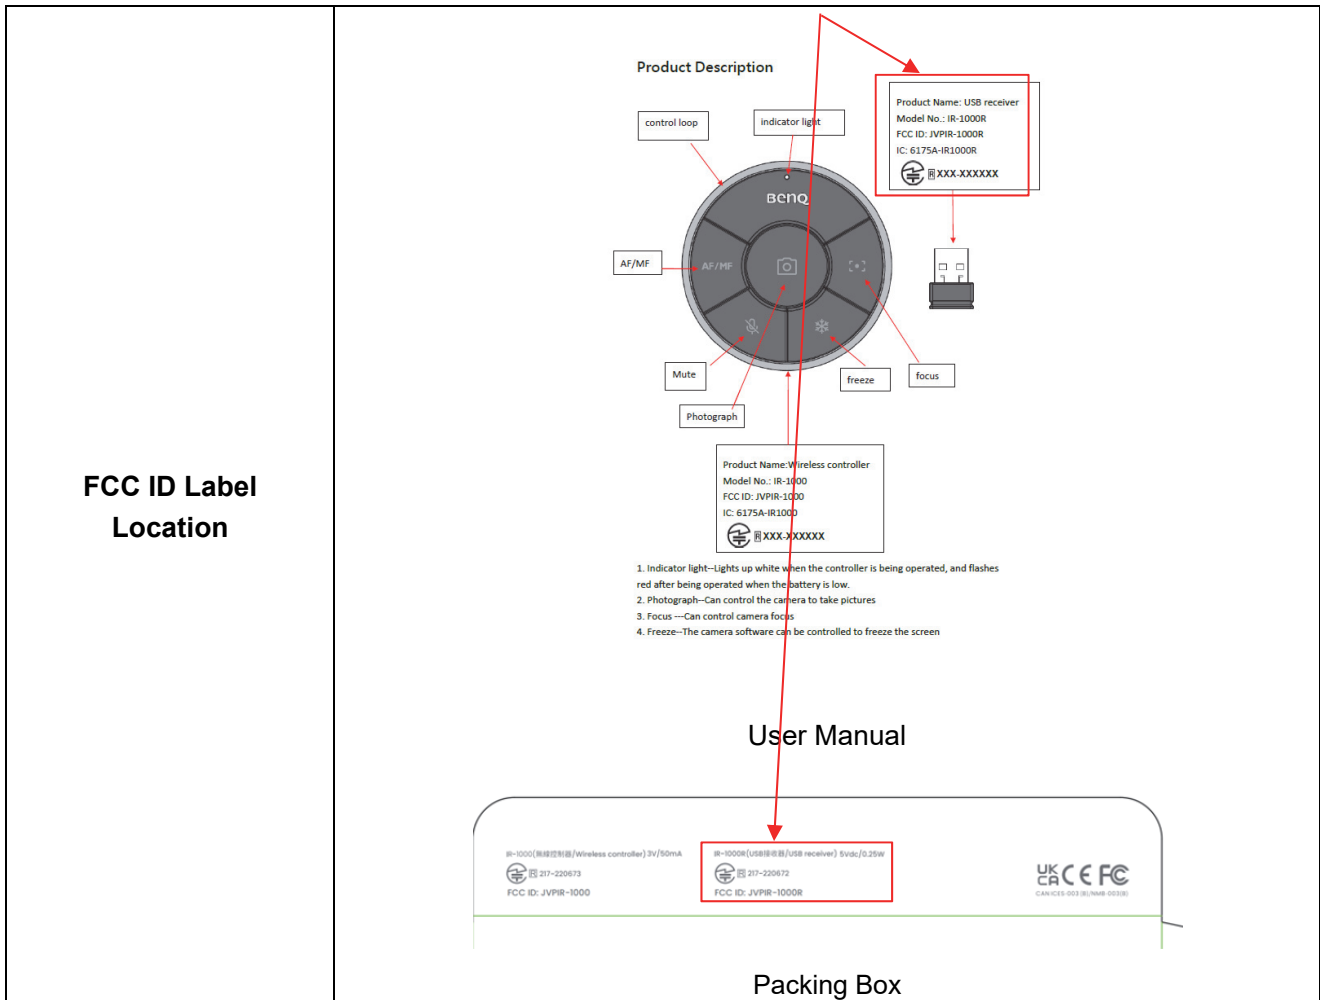 FCC ID Label
Location
Product Description
control loop
indicator light
Product Name: USB receiver
Model No.: IR-1000R
FCC ID: JVPIR-1000R
IC: 6175A-IR1000R
R XXX-XXXXXX
BenQ
AF/MF
AF/MF
Mute
freeze
focus
Photograph
Product Name:Wireless controller
Model No.: IR-1000
FCC ID: JVPIR-1000
IC: 6175A-IR1000
R XXX-XXXXXX
1. Indicator light--Lights up white when the controller is being operated, and flashes
red after being operated when the battery is low.
2. Photograph--Can control the camera to take pictures
3. Focus ---Can control camera focus
4. Freeze--The camera software can be controlled to freeze the screen
User Manual
IR-1000(無線控制器/Wireless controller) 3V/50mA
R 217-220673
FCC ID: JVPIR-1000
IR-1000R(USB接收器/USB receiver) 5Vdc/0.25W
R 217-220672
FCC ID: JVPIR-1000R
UK CA CE FC
CAN ICES-003 (B)/NMB-003(B)
Packing Box